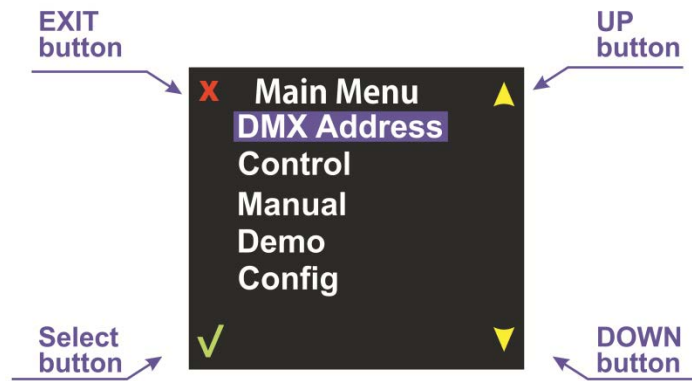 EXIT
button
UP
button
X
Main Menu
DMX Address
Control
Manual
Demo
Config
√
Select
button
DOWN
button